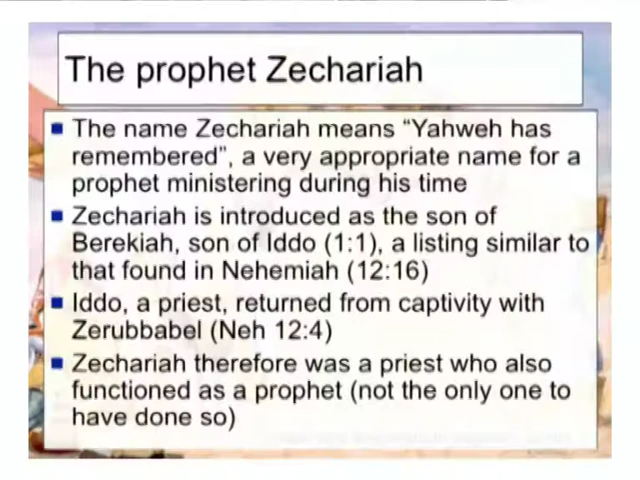 The prophet Zechariah
The name Zechariah means “Yahweh has
remembered”, a very appropriate name for a
prophet ministering during his time
Zechariah is introduced as the son of
Berekiah, son of Iddo (1:1), a listing similar to
that found in Nehemiah (12:16)
Iddo, a priest, returned from captivity with
Zerubbabel (Neh 12:4)
Zechariah therefore was a priest who also
functioned as a prophet (not the only one to
have done so)